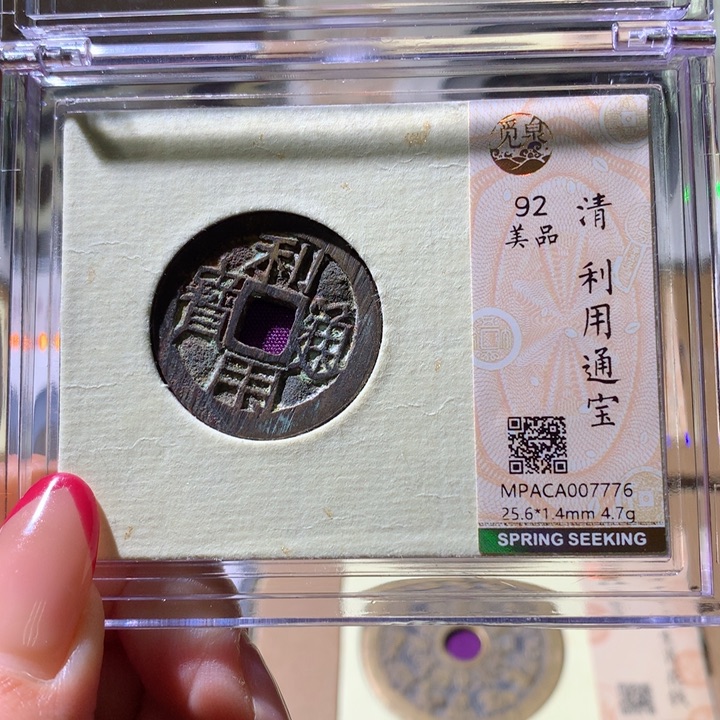 利用通寳
觅泉
92
美品
清 利用通宝
MPACA007776
25.6*1.4mm 4.7g
SPRING SEEKING